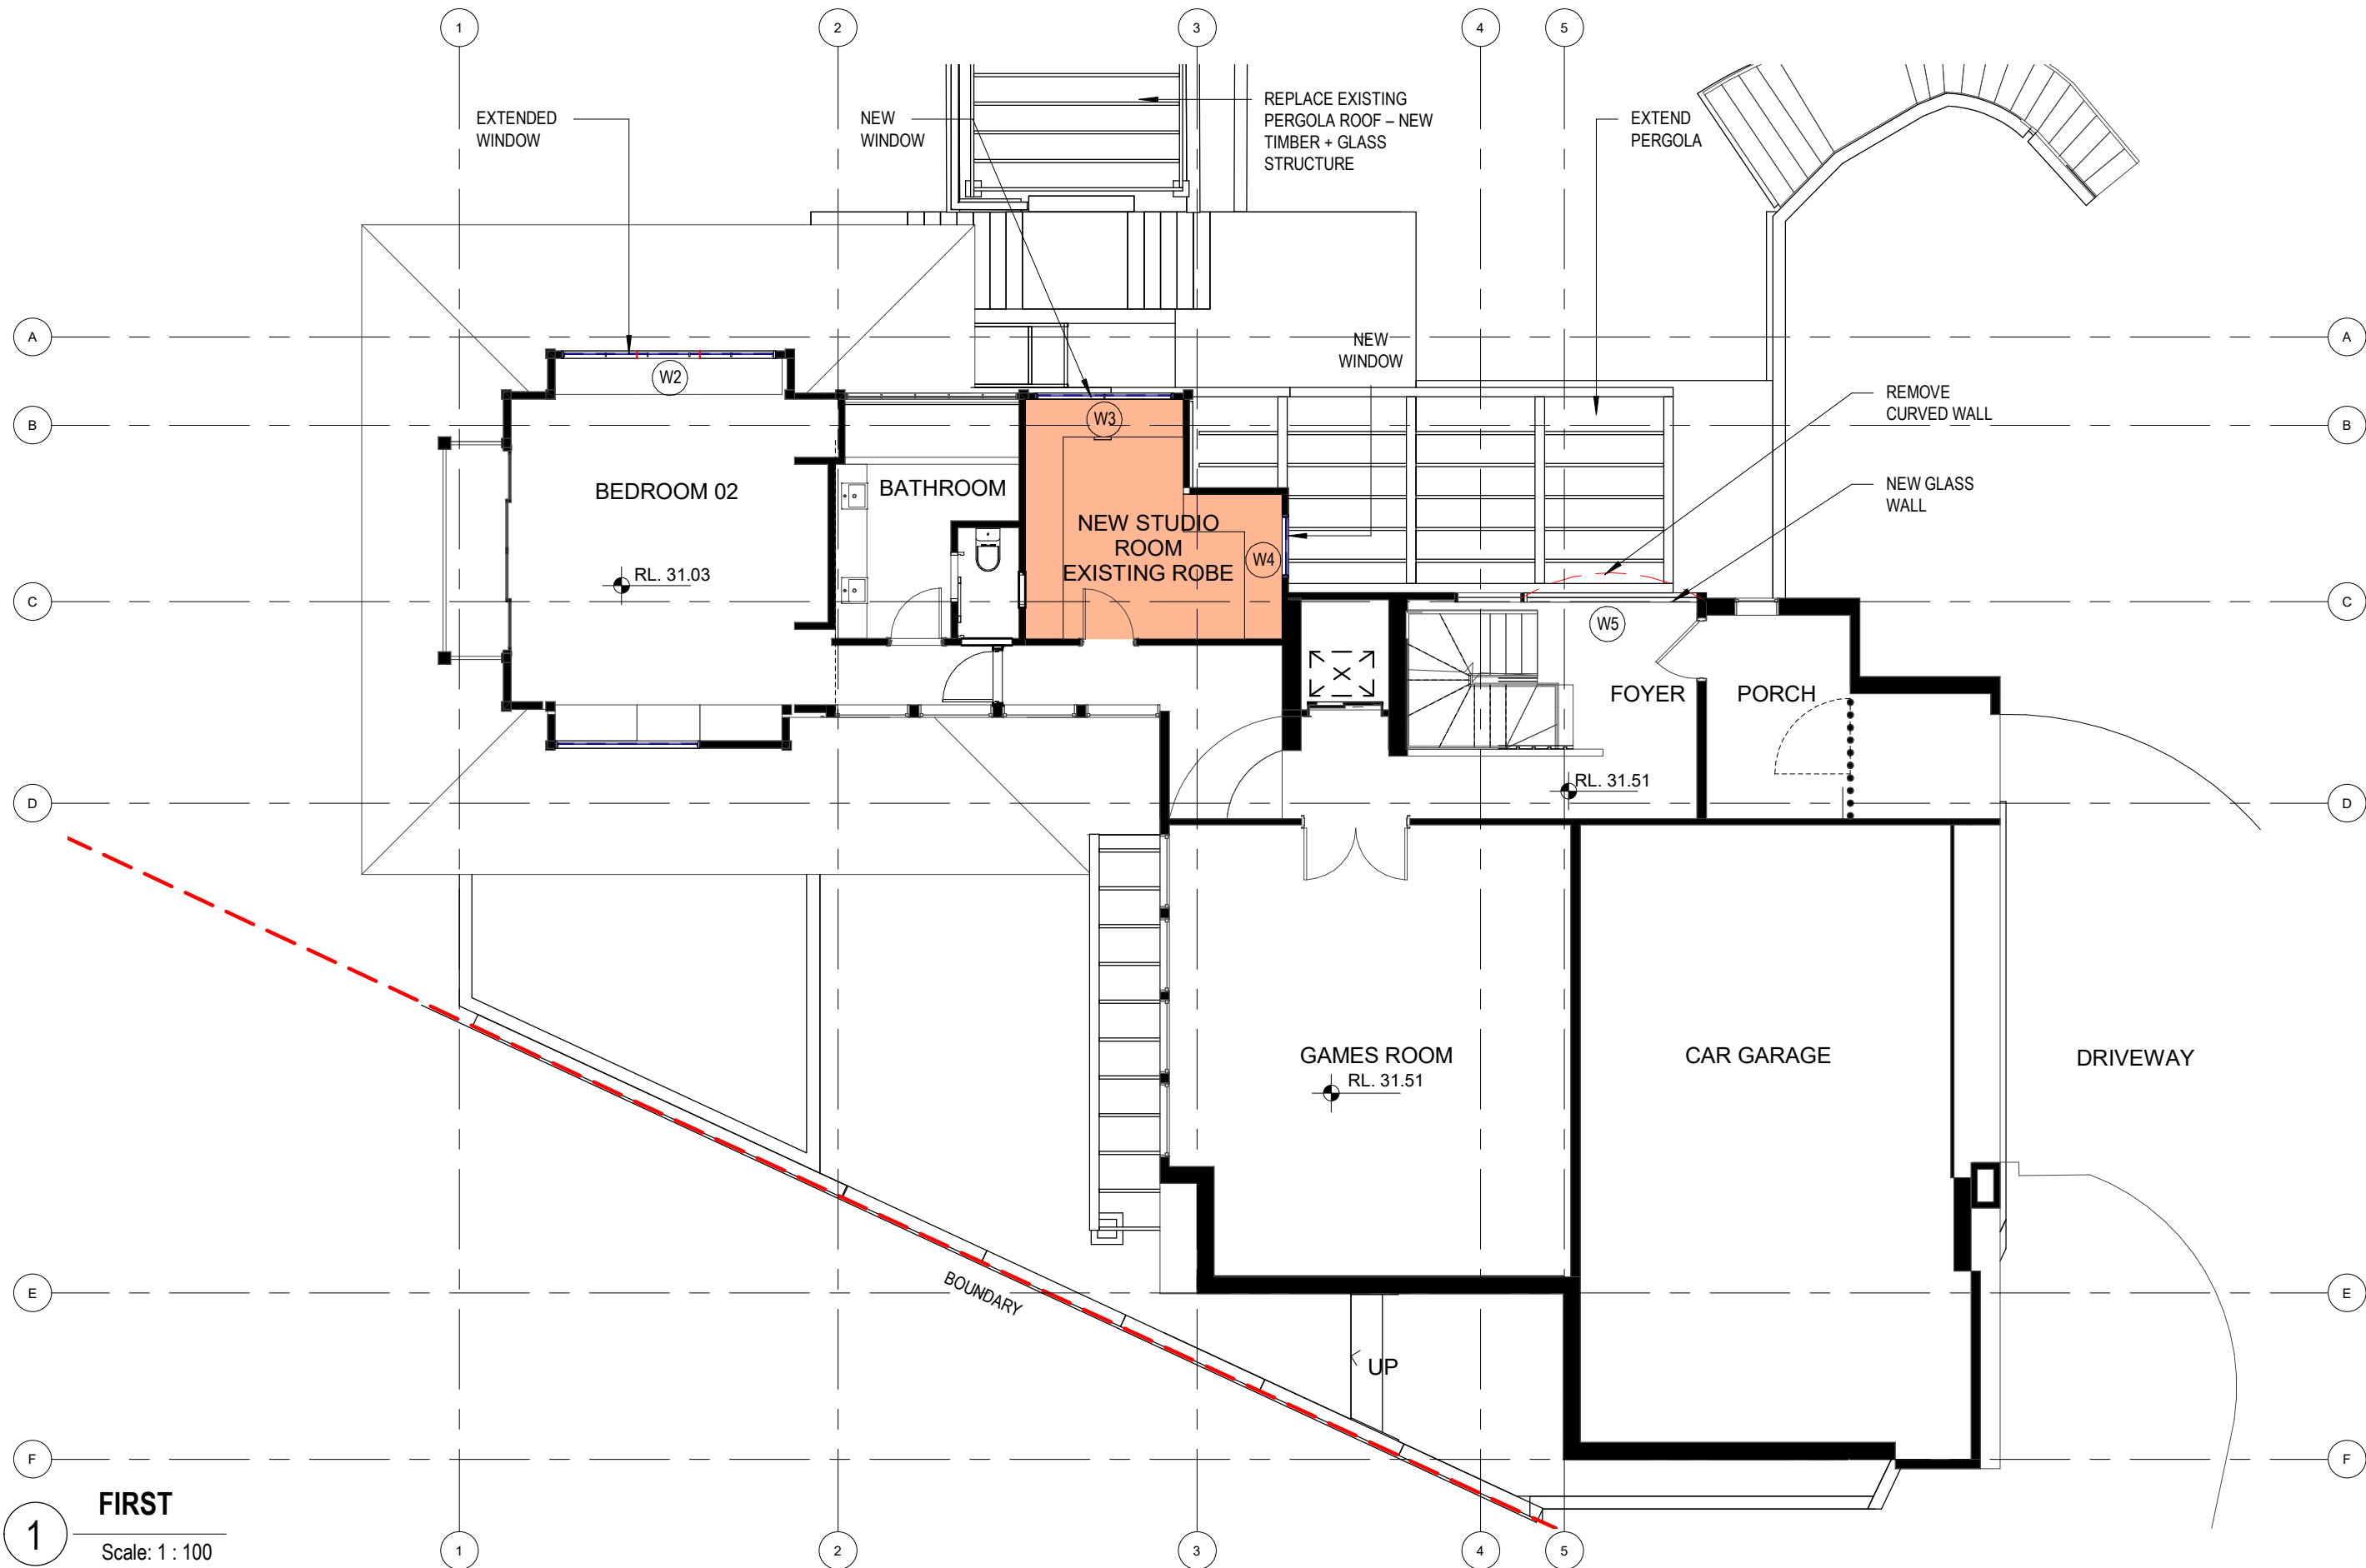 1
2
3
4
5
EXTENDED
WINDOW
NEW
WINDOW
REPLACE EXISTING
PERGOLA ROOF – NEW
TIMBER + GLASS
STRUCTURE
EXTEND
PERGOLA
A
A
NEW
WINDOW
W2
REMOVE
CURVED WALL
B
W3
B
BEDROOM 02
BATHROOM
NEW GLASS
WALL
NEW STUDIO
ROOM
EXISTING ROBE
W4
RL. 31.03
C
C
W5
FOYER
PORCH
RL. 31.51
D
D
GAMES ROOM
RL. 31.51
CAR GARAGE
DRIVEWAY
E
BOUNDARY
E
UP
F
F
1
FIRST
Scale: 1 : 100
1
2
3
4
5